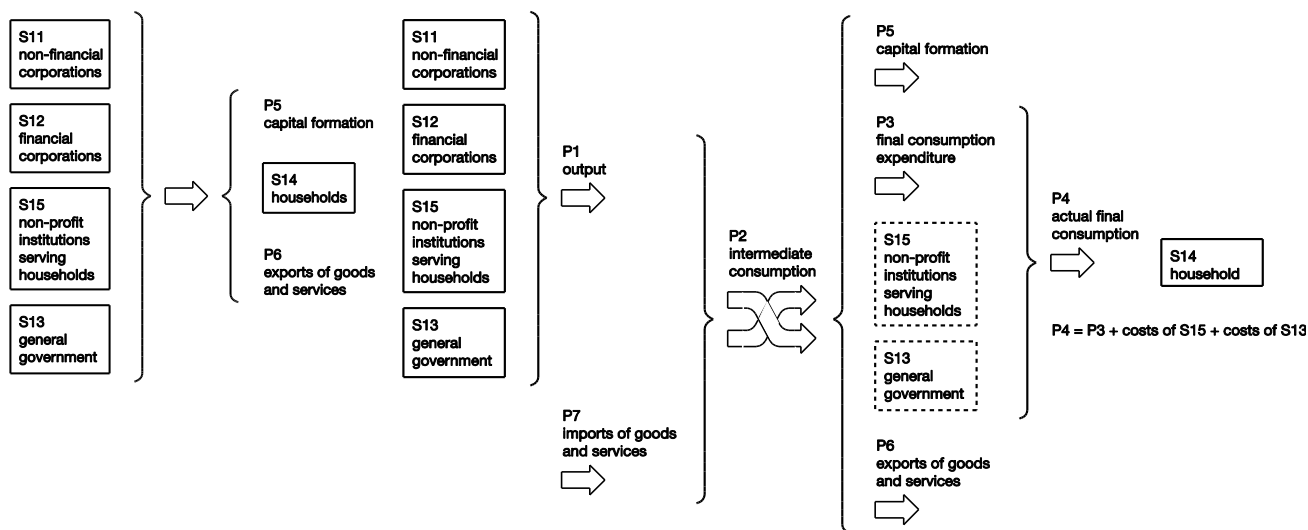 S11
non-financial
corporations
S12
financial
corporations
S15
non-profit
institutions
serving
households
S13
general
government
P5
capital formation
S14
households
P6
exports of goods
and services
S11
non-financial
corporations
S12
financial
corporations
S15
non-profit
institutions
serving
households
S13
general
government
P1
output
P7
imports of goods
and services
P2
intermediate
consumption
P5
capital formation
P3
final consumption
expenditure
S15
non-profit
institutions
serving
households
S13
general
government
P6
exports of goods
and services
P4
actual final
consumption
S14
household
P4 = P3 + costs of S15 + costs of S13